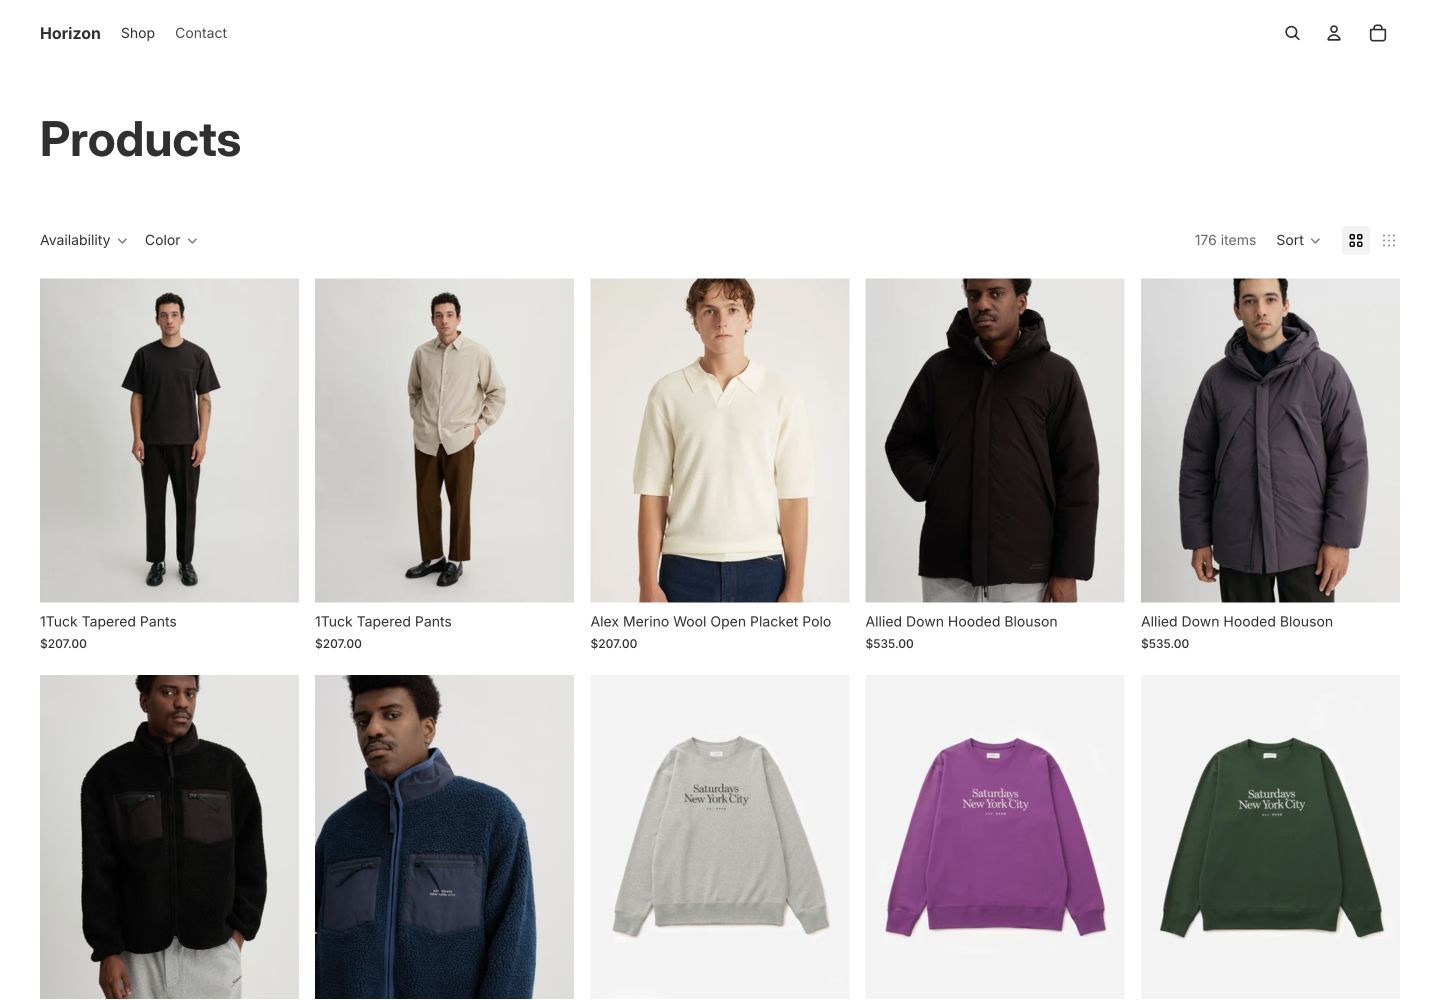 Horizon
Shop
Contact
Products
Availability
Color
176 items
Sort
1Tuck Tapered Pants
$207.00
1Tuck Tapered Pants
$207.00
Alex Merino Wool Open Placket Polo
$207.00
Allied Down Hooded Blouson
$535.00
Allied Down Hooded Blouson
$535.00
Saturdays
New York City
Saturdays
New York City
Saturdays
New York City